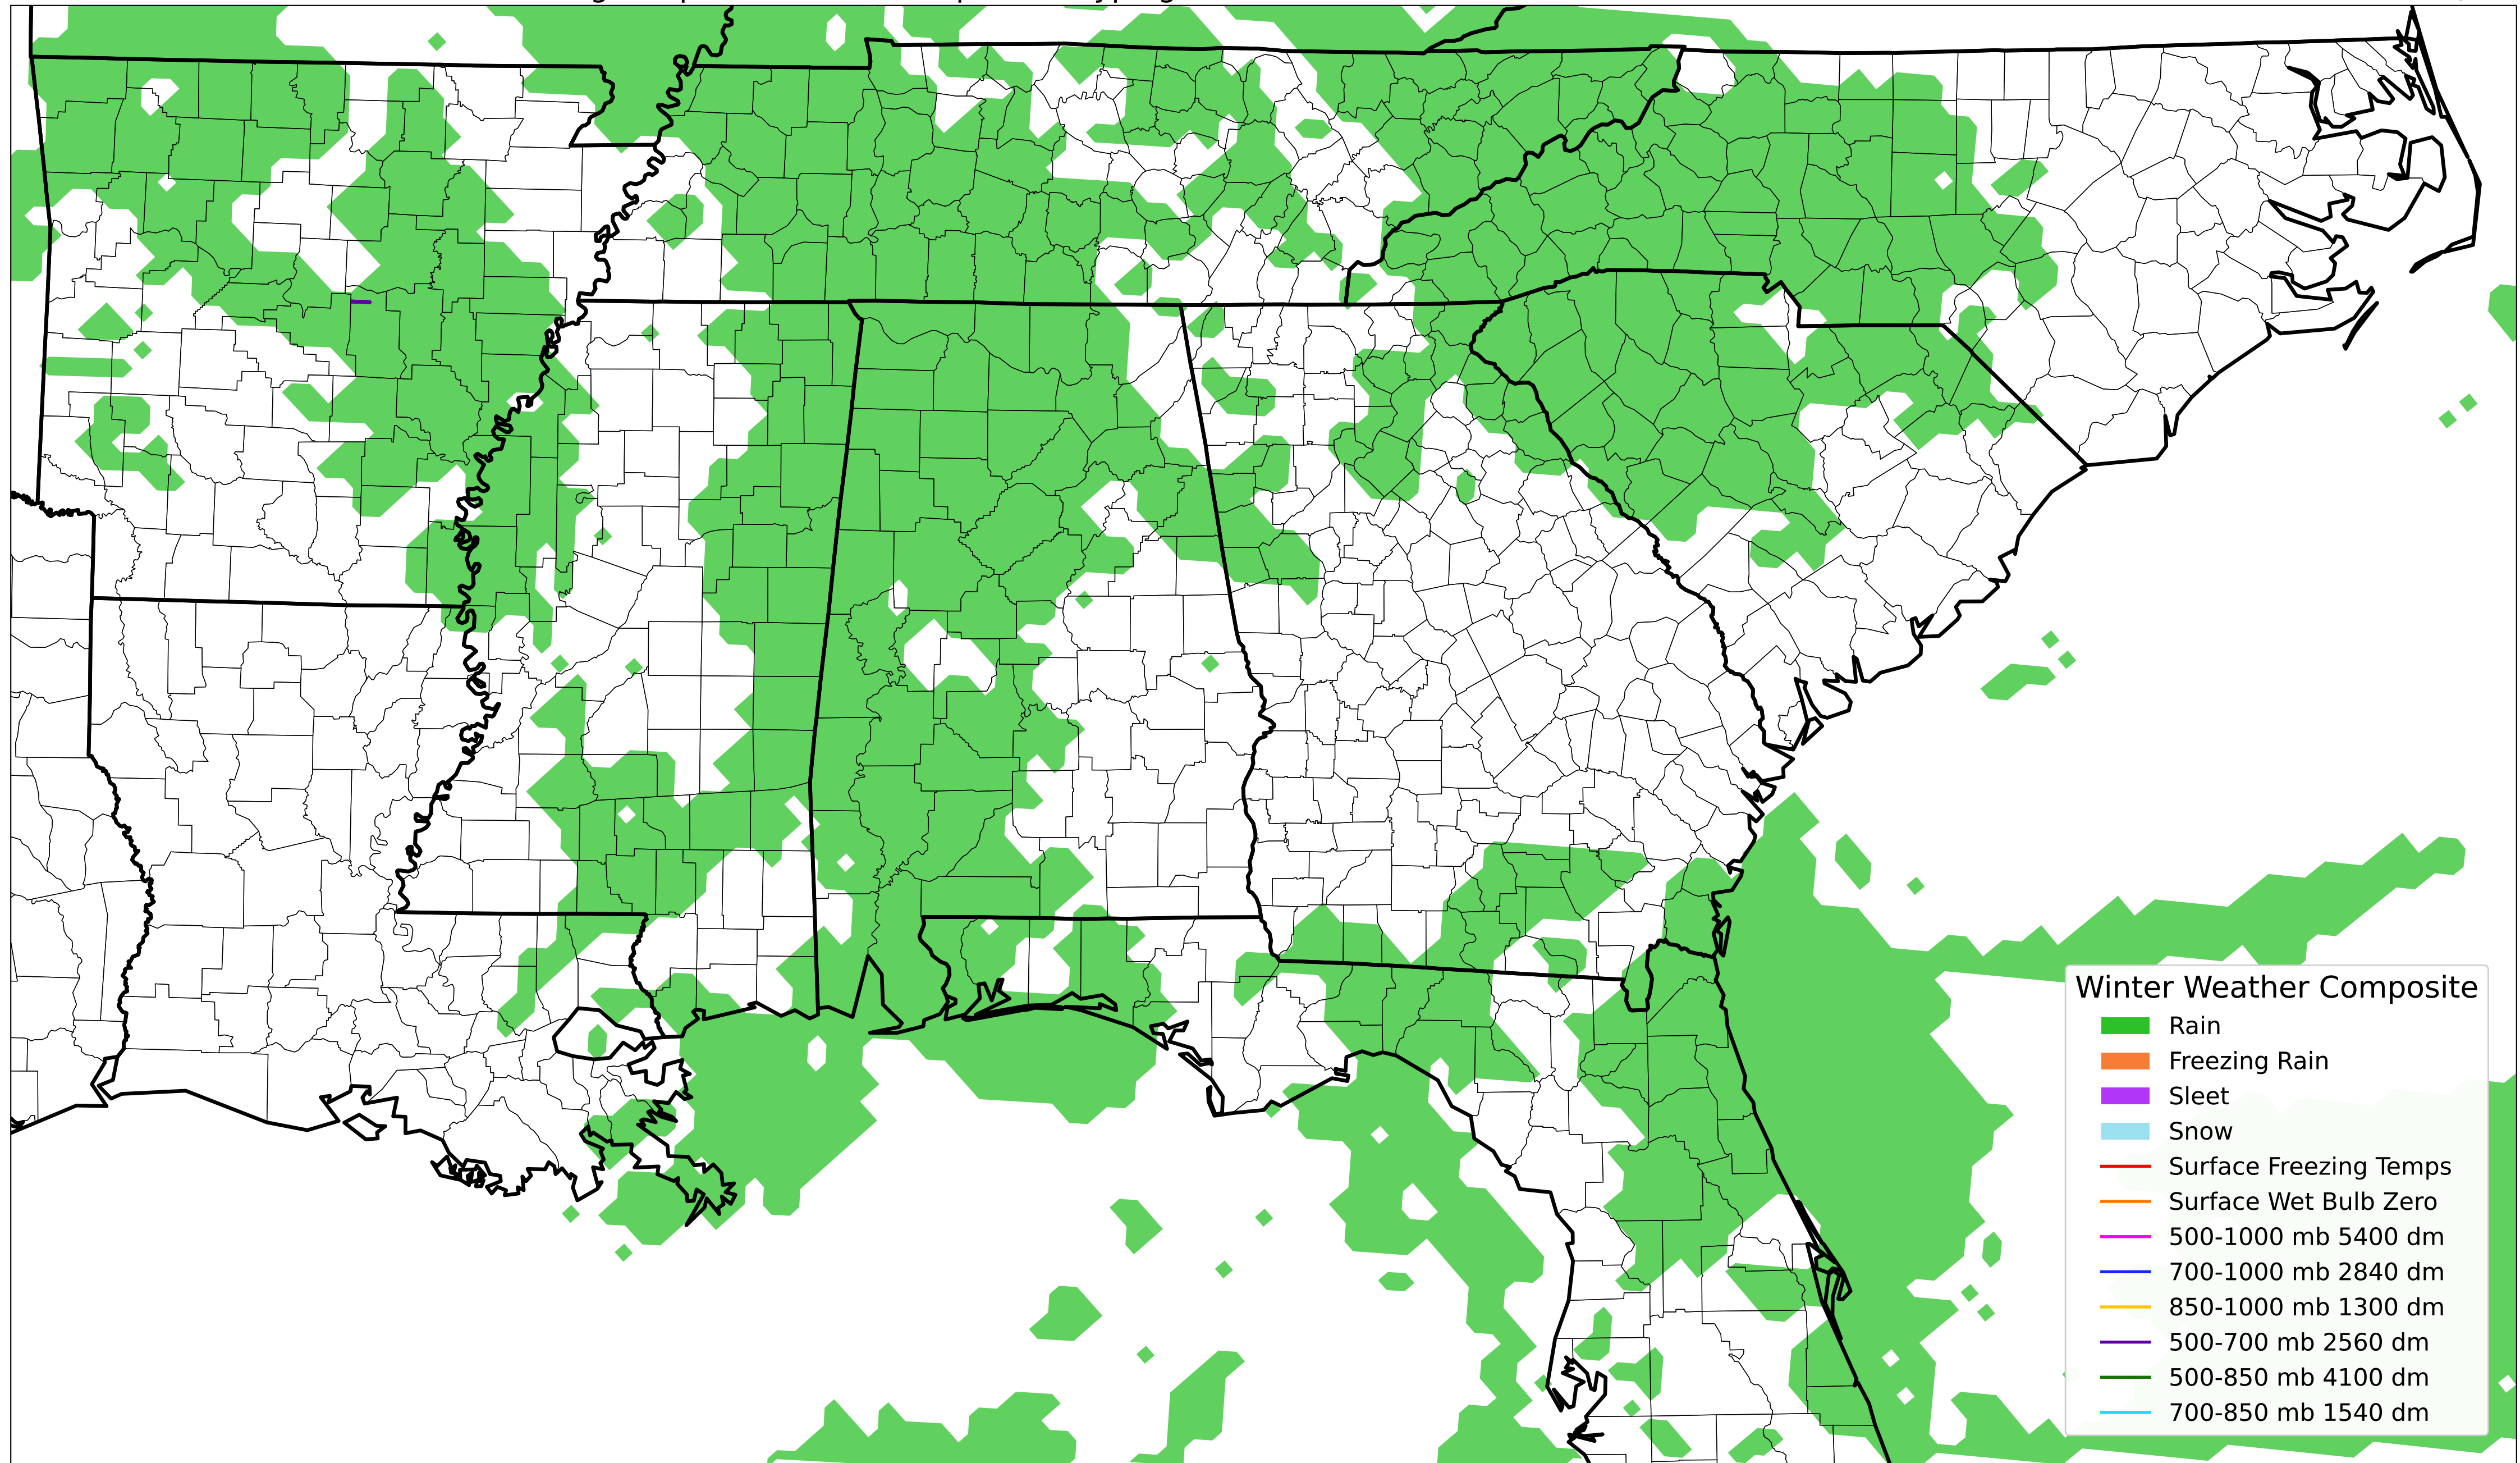 Winter Weather Composite
Rain
Freezing Rain
Sleet
Snow
Surface Freezing Temps
Surface Wet Bulb Zero
500-1000 mb 5400 dm
700-1000 mb 2840 dm
850-1000 mb 1300 dm
500-700 mb 2560 dm
500-850 mb 4100 dm
700-850 mb 1540 dm